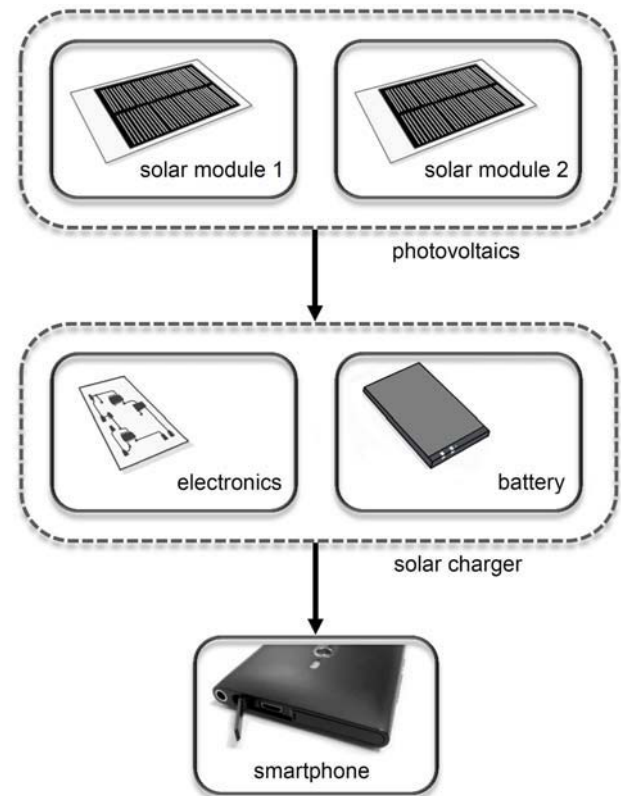 solar module 1
solar module 2
photovoltaics
electronics
battery
solar charger
smartphone